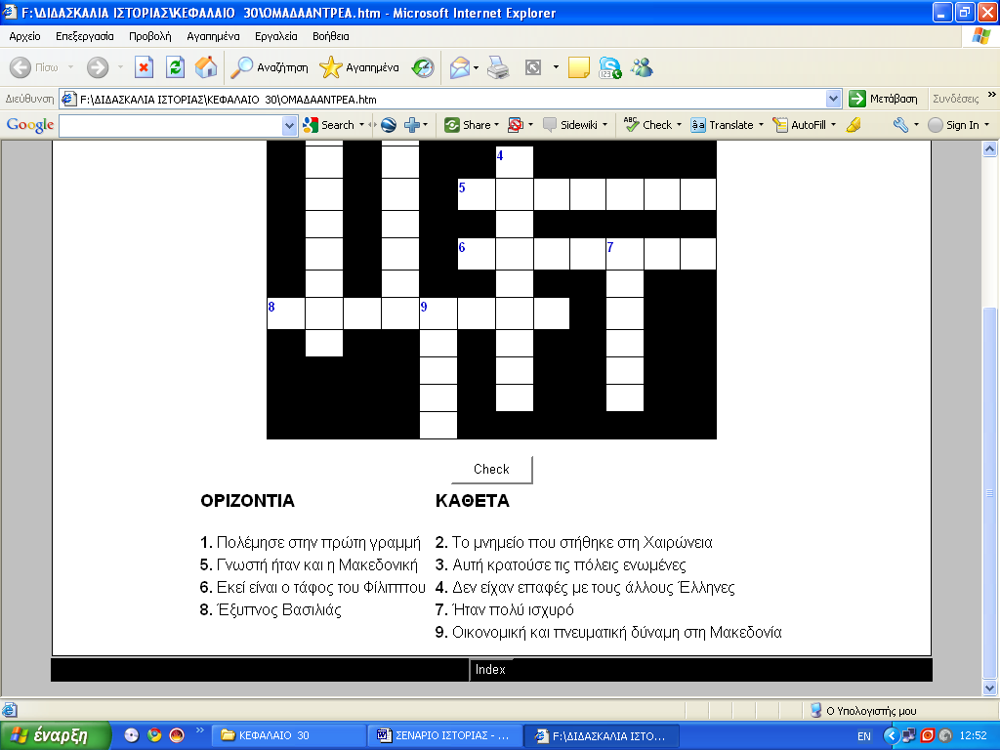 F:\ΔΙΔΑΣΚΑΛΙΑ ΙΣΤΟΡΙΑΣ\ΚΕΦΑΛΑΙΟ 30\ΟΜΑΔΑΑΝΤΡΕΑ.htm - Microsoft Internet Explorer
Αρχείο Επεξεργασία Προβολή Αγαπημένα Εργαλεία Βοήθεια
Πίσω Αναζήτηση Αγαπημένα
Διεύθυνση F:\ΔΙΔΑΣΚΑΛΙΑ ΙΣΤΟΡΙΑΣ\ΚΕΦΑΛΑΙΟ 30\ΟΜΑΔΑΑΝΤΡΕΑ.htm Μετάβαση Συνδέσεις »
Google Search Share Sidewiki Check Translate AutoFill Sign In
4
5
6 7
8 9
Check
ΟΡΙΖΟΝΤΙΑ ΚΑΘΕΤΑ
1. Πολέμησε στην πρώτη γραμμή 2. Το μνημείο που στήθηκε στη Χαιρώνεια
5. Γνωστή ήταν και η Μακεδονική 3. Αυτή κρατούσε τις πόλεις ενωμένες
6. Εκεί είναι ο τάφος του Φίλιππου 4. Δεν είχαν επαφές με τους άλλους Έλληνες
8. Έξυπνος Βασιλιάς 7. Ήταν πολύ ισχυρό
9. Οικονομική και πνευματική δύναμη στη Μακεδονία
Index
Ο Υπολογιστής μου
έναρξη » ΚΕΦΑΛΑΙΟ 30 ΣΕΝΑΡΙΟ ΙΣΤΟΡΙΑΣ - ... F:\ΔΙΔΑΣΚΑΛΙΑ ΙΣΤΟ... EN 12:52